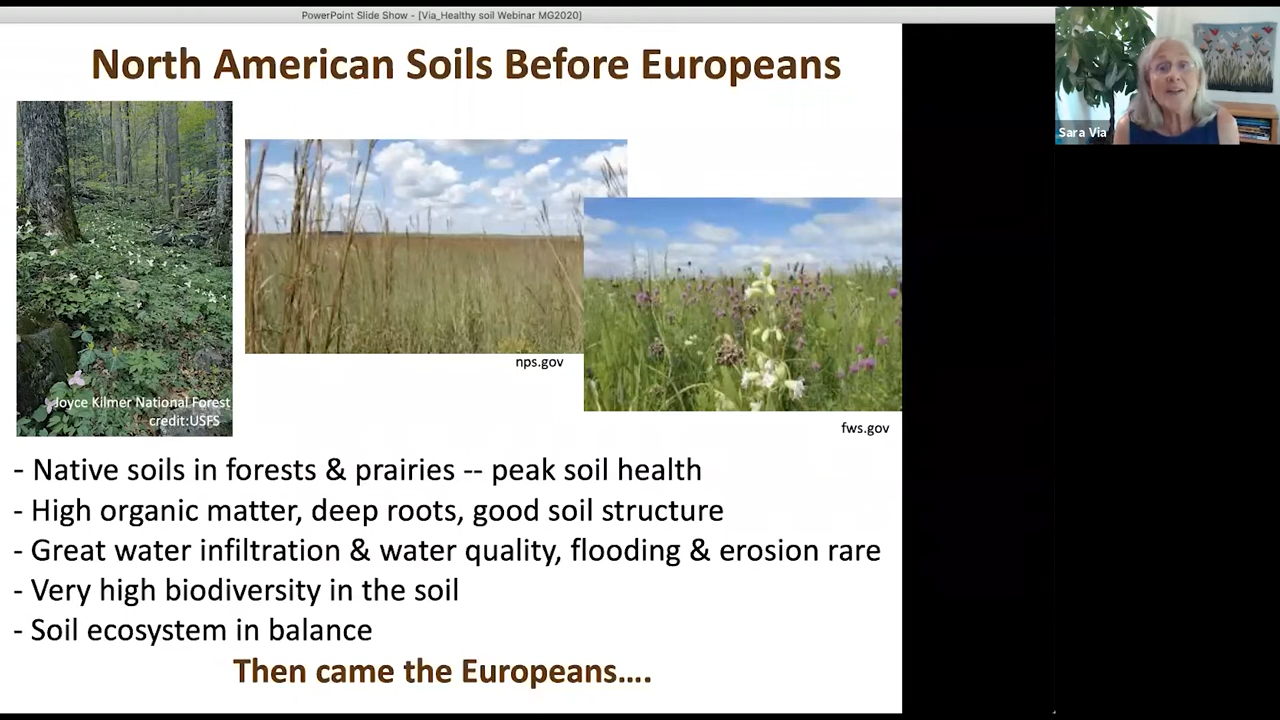 PowerPoint Slide Show - [Via_Healthy soil Webinar MG2020]
North American Soils Before Europeans
Sara Via
nps.gov
Joyce Kilmer National Forest
credit:USFS
fws.gov
- Native soils in forests & prairies -- peak soil health
- High organic matter, deep roots, good soil structure
- Great water infiltration & water quality, flooding & erosion rare
- Very high biodiversity in the soil
- Soil ecosystem in balance
Then came the Europeans....